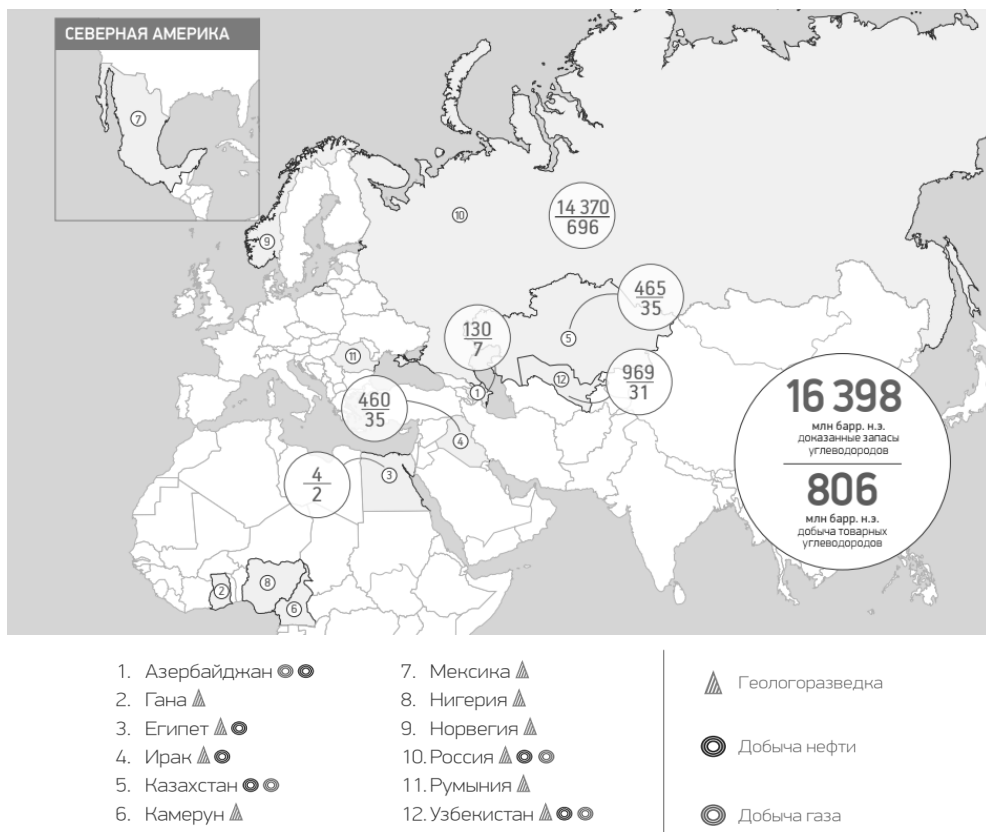 СЕВЕРНАЯ АМЕРИКА
7
10
14 370
696
9
465
35
130
7
5
11
12
969
31
1
460
35
4
16 398
млн барр. н.э.
доказанные запасы
углеводородов
806
млн барр. н.э.
добыча товарных
углеводородов
4
2
3
2
8
6
1. Азербайджан
2. Гана
3. Египет
4. Ирак
5. Казахстан
6. Камерун
7. Мексика
8. Нигерия
9. Норвегия
10. Россия
11. Румыния
12. Узбекистан
Геологоразведка
Добыча нефти
Добыча газа